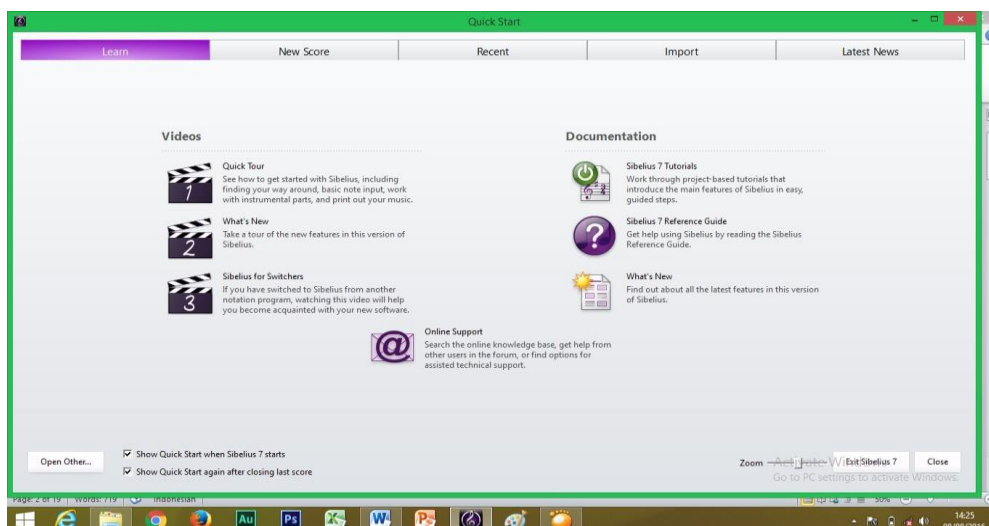 Quick Start
Learn
New Score
Recent
Import
Latest News
Videos
Quick Tour
See how to get started with Sibelius, including
finding your way around, basic note input, work
with instrumental parts, and print out your music.
What's New
Take a tour of the new features in this version of
Sibelius.
Sibelius for Switchers
If you have switched to Sibelius from another
notation program, watching this video will help
you become acquainted with your new software.
Documentation
Sibelius 7 Tutorials
Work through project-based tutorials that
introduce the main features of Sibelius in easy,
guided steps.
Sibelius 7 Reference Guide
Get help using Sibelius by reading the Sibelius
Reference Guide.
What's New
Find out about all the latest features in this version
of Sibelius.
Online Support
Search the online knowledge base, get help from
other users in the forum, or find options for
assisted technical support.
Open Other...
Show Quick Start when Sibelius 7 starts
Show Quick Start again after closing last score
Zoom
Activate Windows
Exit Sibelius 7
Close
Go to PC settings to activate Windows.
Page: 2 of 19
Words: 719
Indonesian
50%
14:25